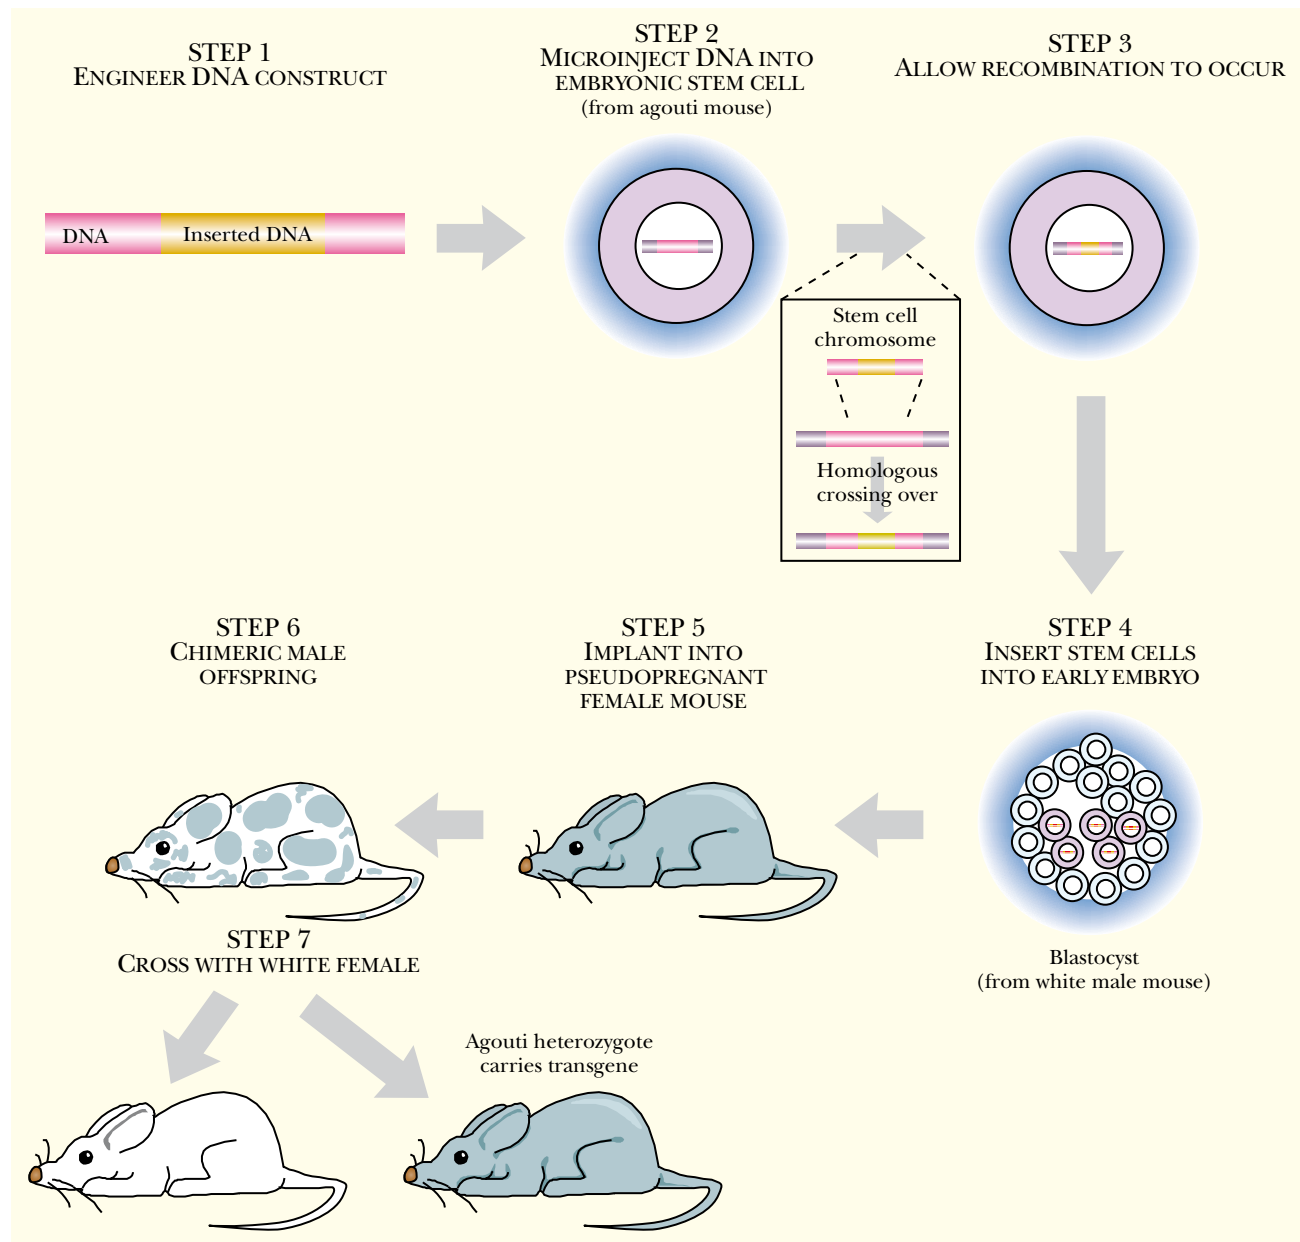 STEP 1
ENGINEER DNA CONSTRUCT
STEP 2
MICROINJECT DNA INTO
EMBRYONIC STEM CELL
(from agouti mouse)
STEP 3
ALLOW RECOMBINATION TO OCCUR
DNA
Inserted DNA
Stem cell
chromosome
Homologous
crossing over
STEP 4
INSERT STEM CELLS
INTO EARLY EMBRYO
Blastocyst
(from white male mouse)
STEP 5
IMPLANT INTO
PSEUDOPREGNANT
FEMALE MOUSE
STEP 6
CHIMERIC MALE
OFFSPRING
STEP 7
CROSS WITH WHITE FEMALE
Agouti heterozygote
carries transgene